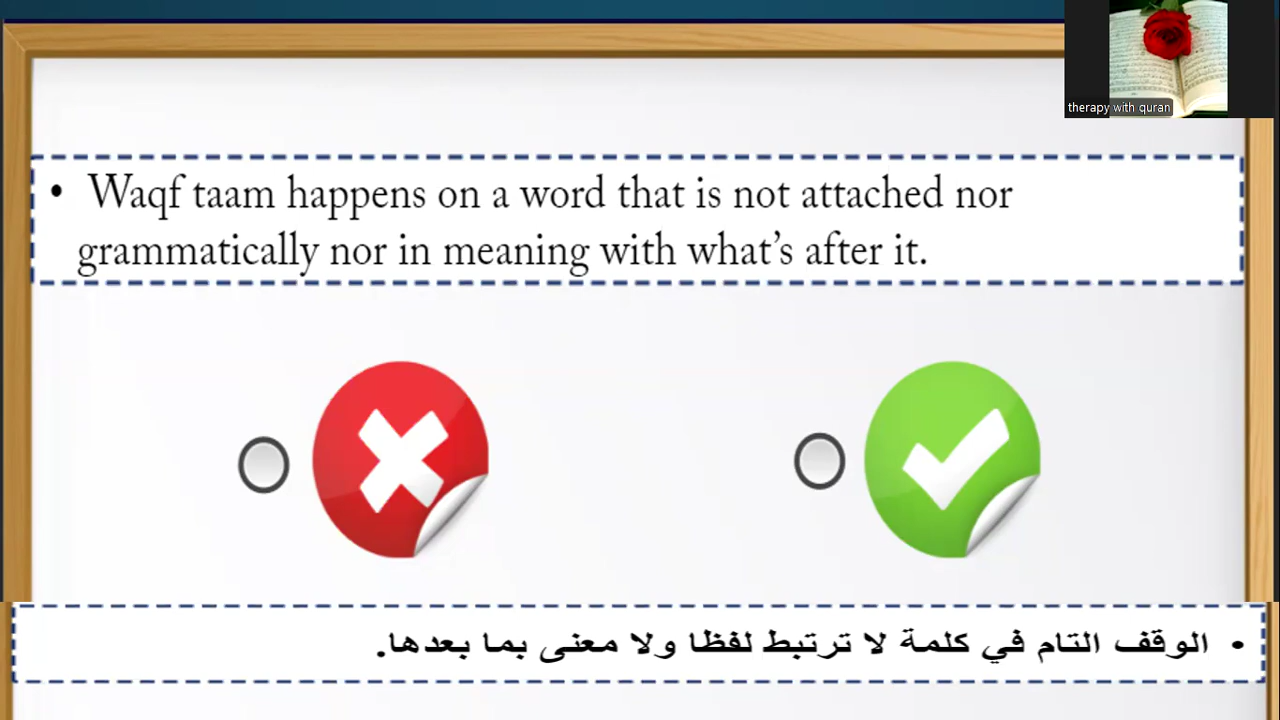 therapy with quran
• Waqf taam happens on a word that is not attached nor
grammatically nor in meaning with what's after it.
• الوقف التام في كلمة لا ترتبط لفظا ولا معنى بما بعدها.